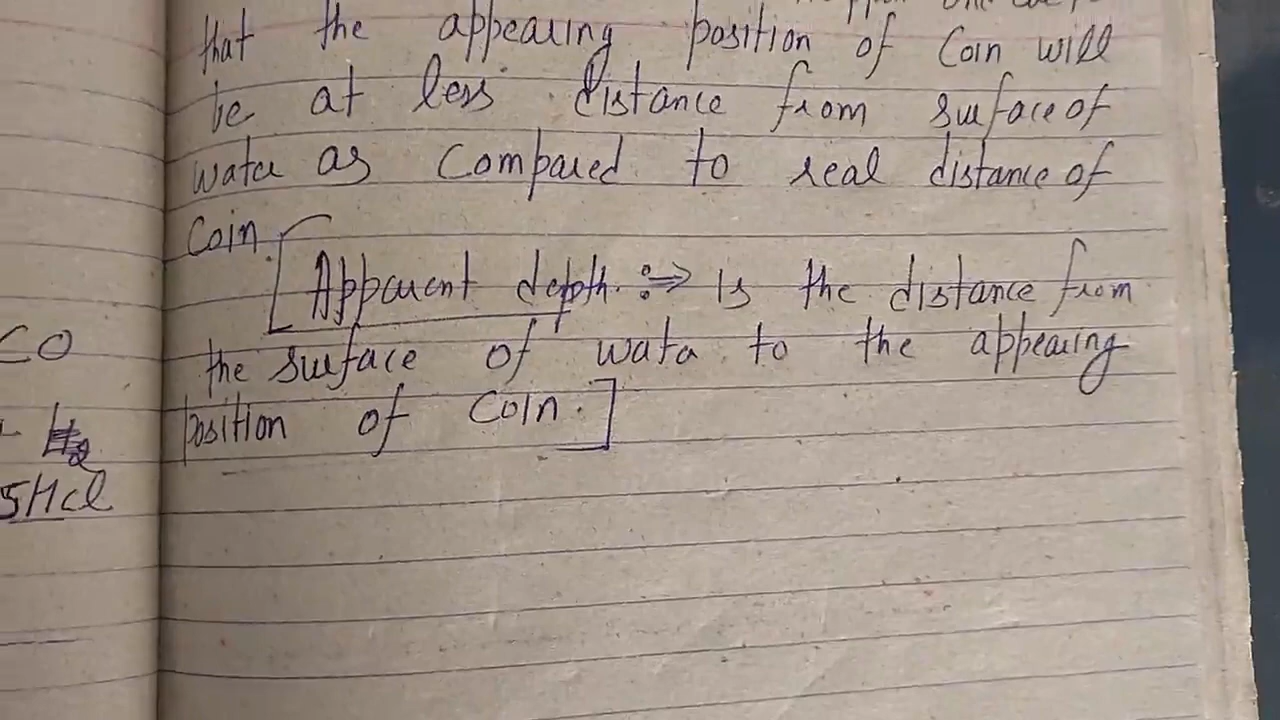 that the appearing position of Coin will
be at less distance from surface of
water as Compared to real distance of
Coin.
[Apparent depth :⇒ Is the distance from
the surface of water to the appearing
position of Coin.]
CO
5HCl